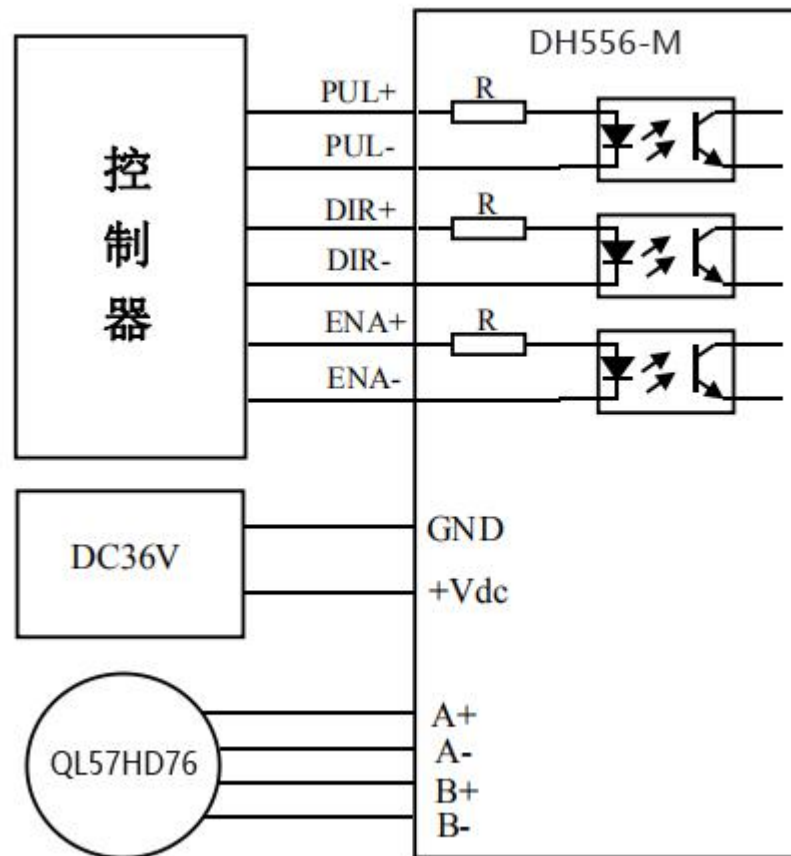 DH556-M
控
制
器
PUL+
R
PUL-
DIR+
R
DIR-
ENA+
R
ENA-
DC36V
GND
+Vdc
QL57HD76
A+
A-
B+
B-